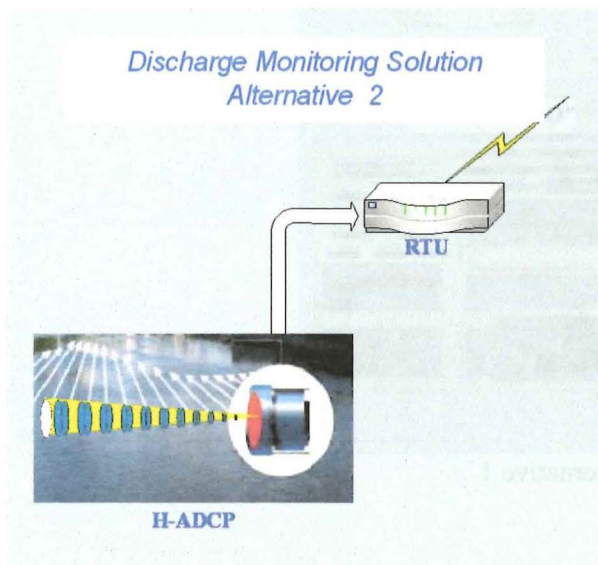 Discharge Monitoring Solution
Alternative 2
RTU
H-ADCP